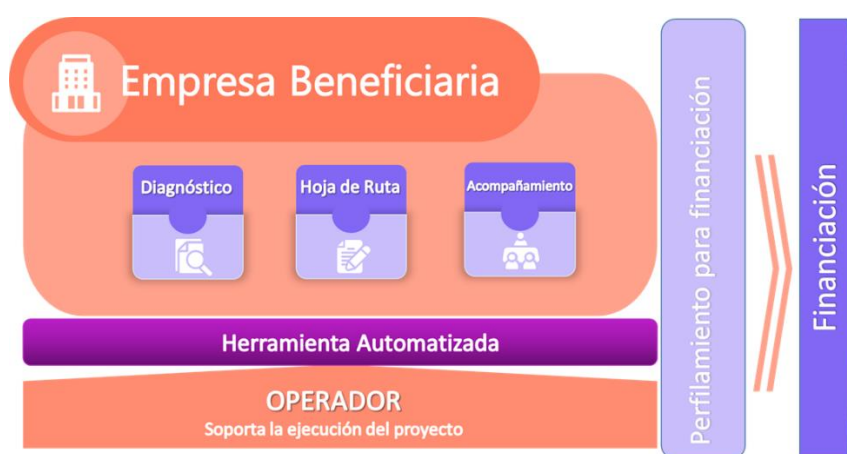 Empresa Beneficiaria
Diagnóstico
Hoja de Ruta
Acompañamiento
Herramienta Automatizada
OPERADOR
Soporta la ejecución del proyecto
Perfilamiento para financiación
Financiación